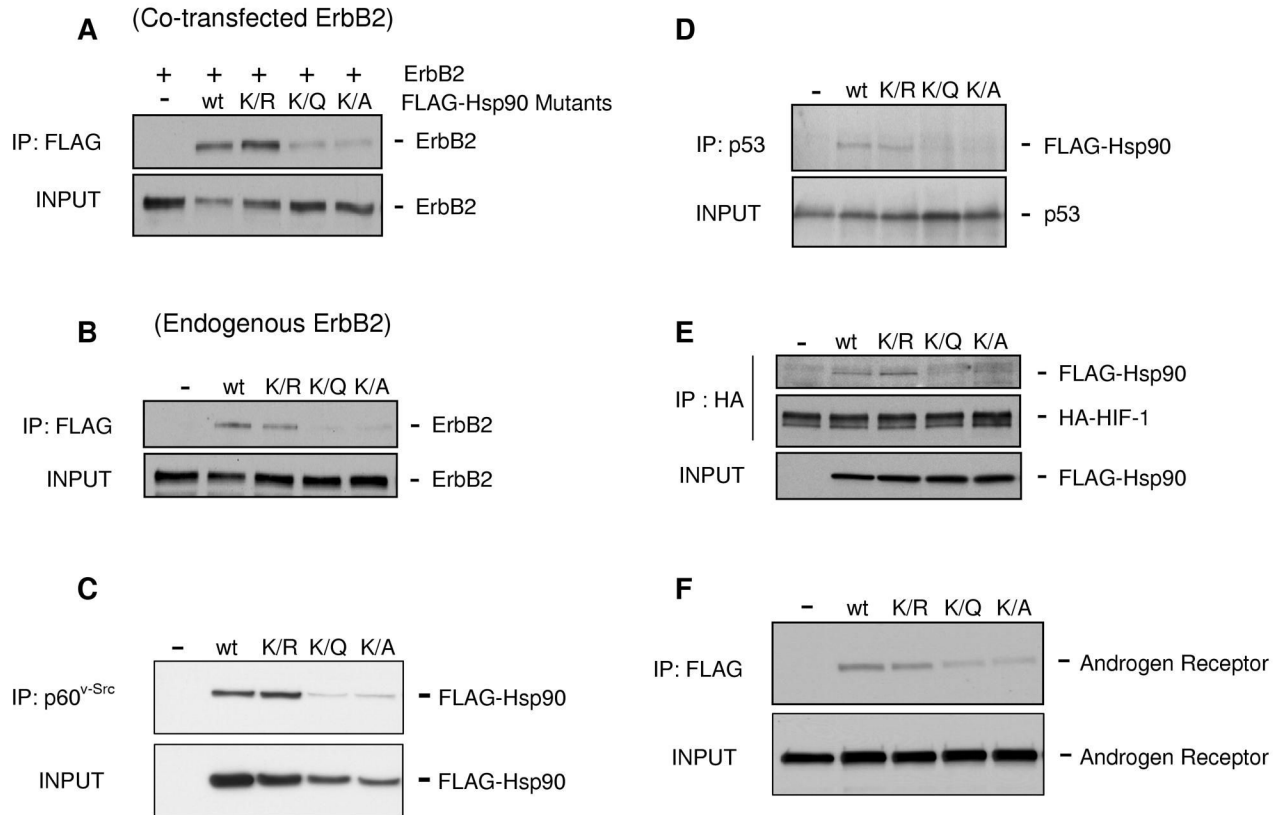 A (Co-transfected ErbB2)
+ + + + + ErbB2
- wt K/R K/Q K/A FLAG-Hsp90 Mutants
IP: FLAG - ErbB2
INPUT - ErbB2
B (Endogenous ErbB2)
- wt K/R K/Q K/A
IP: FLAG - ErbB2
INPUT - ErbB2
C
- wt K/R K/Q K/A
IP: p60v-Src - FLAG-Hsp90
INPUT - FLAG-Hsp90
D
- wt K/R K/Q K/A
IP: p53 - FLAG-Hsp90
INPUT - p53
E
- wt K/R K/Q K/A
IP : HA - FLAG-Hsp90
- HA-HIF-1
INPUT - FLAG-Hsp90
F
- wt K/R K/Q K/A
IP: FLAG - Androgen Receptor
INPUT - Androgen Receptor